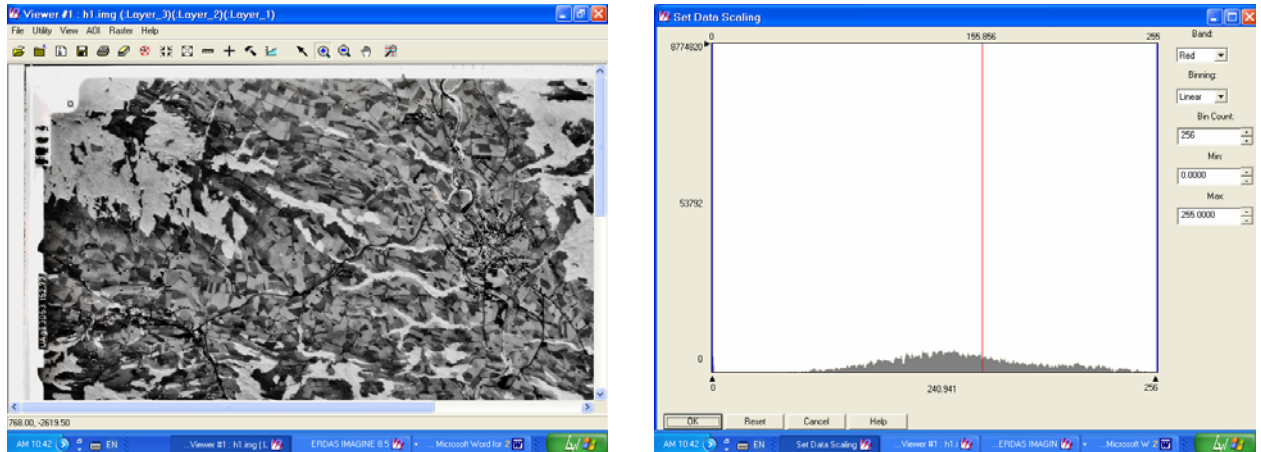 Viewer #1 : h1.img (:Layer_3)(:Layer_2)(:Layer_1)
File Utility View AOI Raster Help
768.00, -2619.50
AM 10:42 EN ...Viewer #1 : h1.img [L ERDAS IMAGINE 8.5 ... Microsoft Word for 2
Set Data Scaling
0 155.856 255
8774820
53792
0
0 240.941 256
Band:
Red
Binning:
Linear
Bin Count:
256
Min:
0.0000
Max:
255.0000
OK Reset Cancel Help
AM 10:42 EN Set Data Scaling ...Viewer #1 : h1.i ...ERDAS IMAGIN ...Microsoft W 2